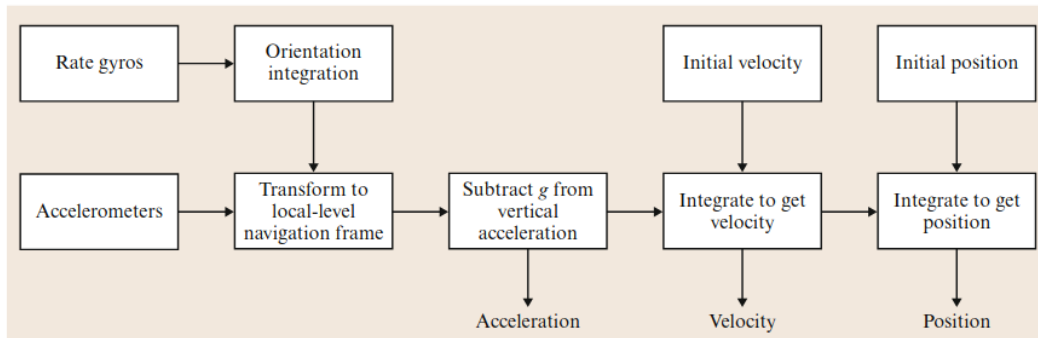 Rate gyros
Orientation
integration
Initial velocity
Initial position
Accelerometers
Transform to
local-level
navigation frame
Subtract g from
vertical
acceleration
Integrate to get
velocity
Integrate to get
position
Acceleration
Velocity
Position